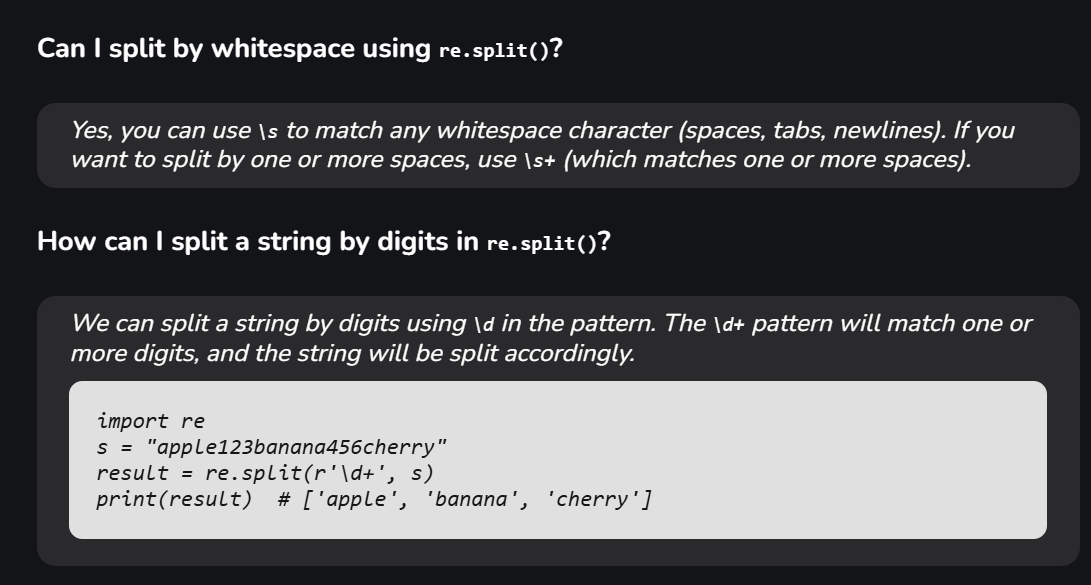 Can I split by whitespace using re.split()?
Yes, you can use \s to match any whitespace character (spaces, tabs, newlines). If you
want to split by one or more spaces, use \s+ (which matches one or more spaces).
How can I split a string by digits in re.split()?
We can split a string by digits using \d in the pattern. The \d+ pattern will match one or
more digits, and the string will be split accordingly.
import re
s = "apple123banana456cherry"
result = re.split(r'\d+', s)
print(result)  # ['apple', 'banana', 'cherry']